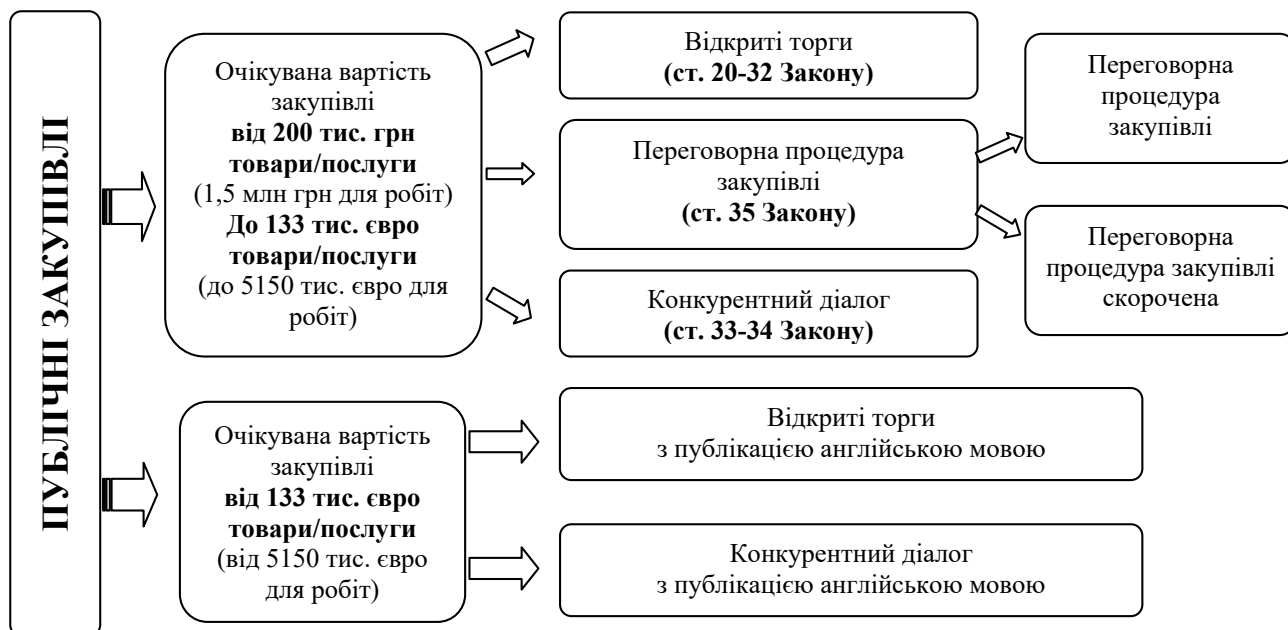 ПУБЛІЧНІ ЗАКУПІВЛІ
Очікувана вартість
закупівлі
від 200 тис. грн
товари/послуги
(1,5 млн грн для робіт)
До 133 тис. євро
товари/послуги
(до 5150 тис. євро для
робіт)
Відкриті торги
(ст. 20-32 Закону)
Переговорна процедура
закупівлі
(ст. 35 Закону)
Переговорна
процедура
закупівлі
Переговорна
процедура закупівлі
скорочена
Конкурентний діалог
(ст. 33-34 Закону)
Очікувана вартість
закупівлі
від 133 тис. євро
товари/послуги
(від 5150 тис. євро
для робіт)
Відкриті торги
з публікацією англійською мовою
Конкурентний діалог
з публікацією англійською мовою